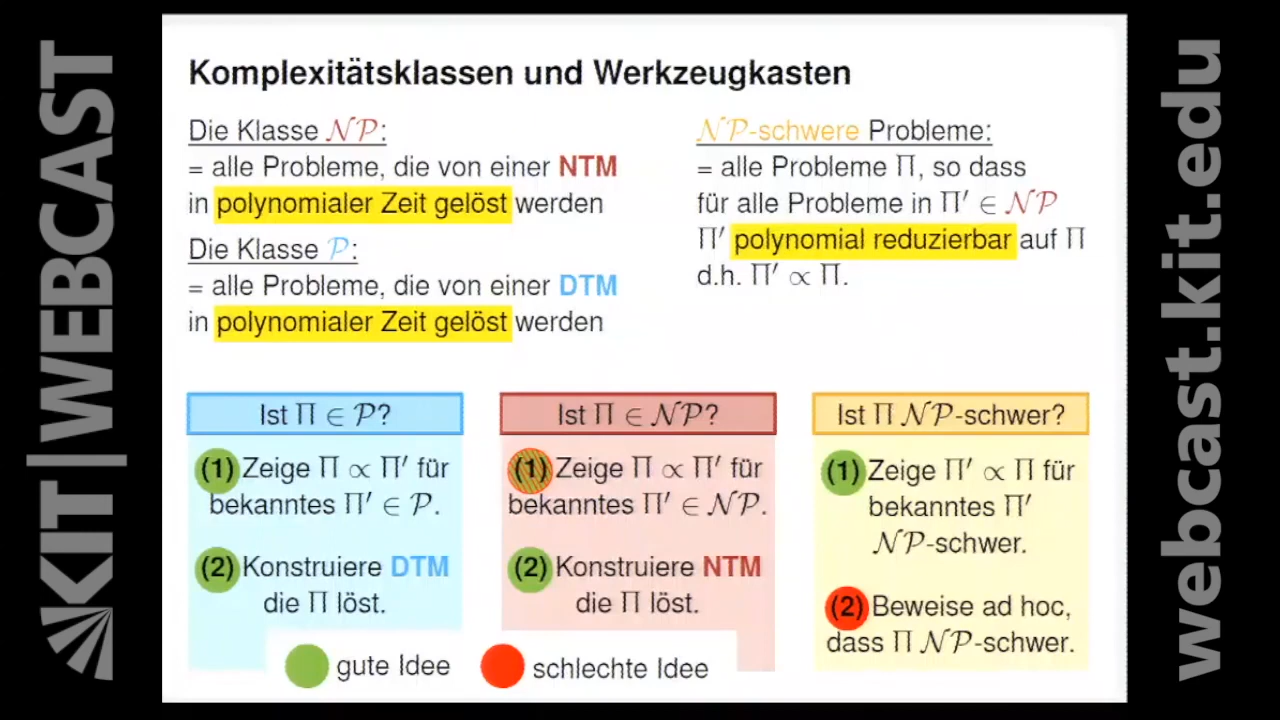 KIT|WEBCAST
Komplexitätsklassen und Werkzeugkasten
Die Klasse NP:
= alle Probleme, die von einer NTM
in polynomialer Zeit gelöst werden
Die Klasse P:
= alle Probleme, die von einer DTM
in polynomialer Zeit gelöst werden
NP-schwere Probleme:
= alle Probleme Π, so dass
für alle Probleme in Π′ ∈ NP
Π′ polynomial reduzierbar auf Π
d.h. Π′ ∝ Π.
Ist Π ∈ P?
(1) Zeige Π ∝ Π′ für
bekanntes Π′ ∈ P.
(2) Konstruiere DTM
die Π löst.
Ist Π ∈ NP?
(1) Zeige Π ∝ Π′ für
bekanntes Π′ ∈ NP.
(2) Konstruiere NTM
die Π löst.
Ist Π NP-schwer?
(1) Zeige Π′ ∝ Π für
bekanntes Π′
NP-schwer.
(2) Beweise ad hoc,
dass Π NP-schwer.
gute Idee
schlechte Idee
webcast.kit.edu